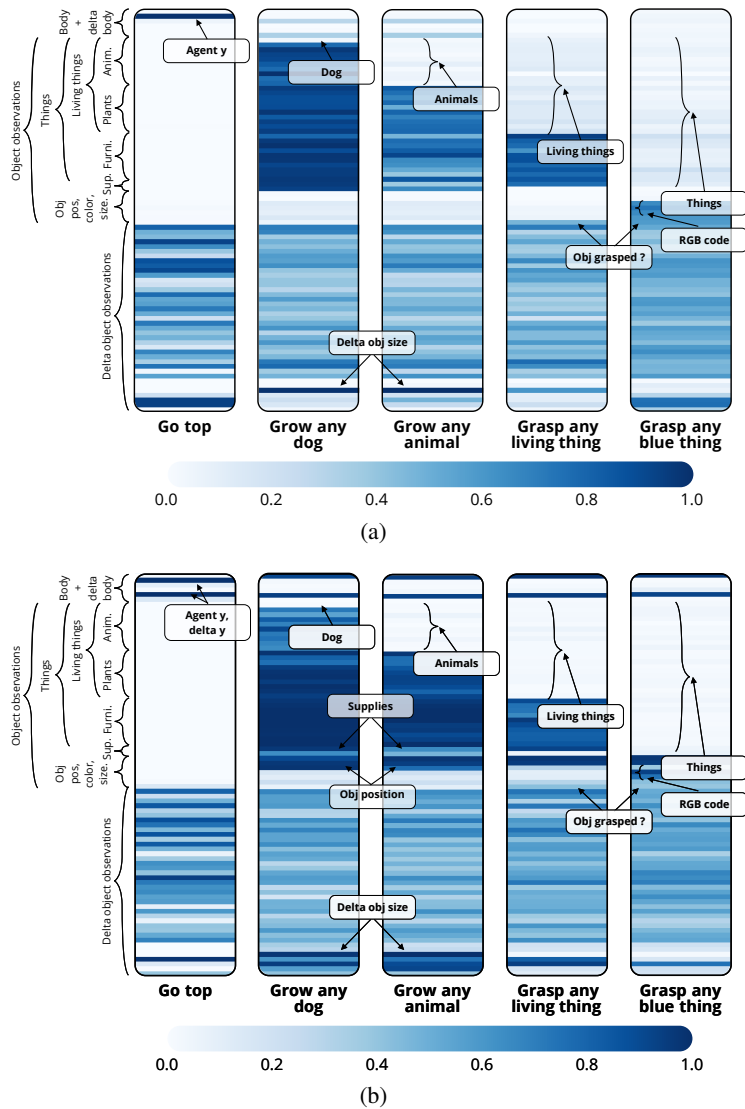 Body
+
delta
body
Object observations
Things
Living things
Anim.
Plants
Furni.
Sup.
Obj
pos,
color,
size.
Delta object observations
Agent y
Dog
Animals
Living things
Things
RGB code
Obj grasped ?
Delta obj size
Go top
Grow any
dog
Grow any
animal
Grasp any
living thing
Grasp any
blue thing
0.0 0.2 0.4 0.6 0.8 1.0
(a)
Body
+
delta
body
Object observations
Things
Living things
Anim.
Plants
Furni.
Sup.
Obj
pos,
color,
size.
Delta object observations
Agent y,
delta y
Dog
Animals
Supplies
Living things
Things
Obj position
RGB code
Obj grasped ?
Delta obj size
Go top
Grow any
dog
Grow any
animal
Grasp any
living thing
Grasp any
blue thing
0.0 0.2 0.4 0.6 0.8 1.0
(b)